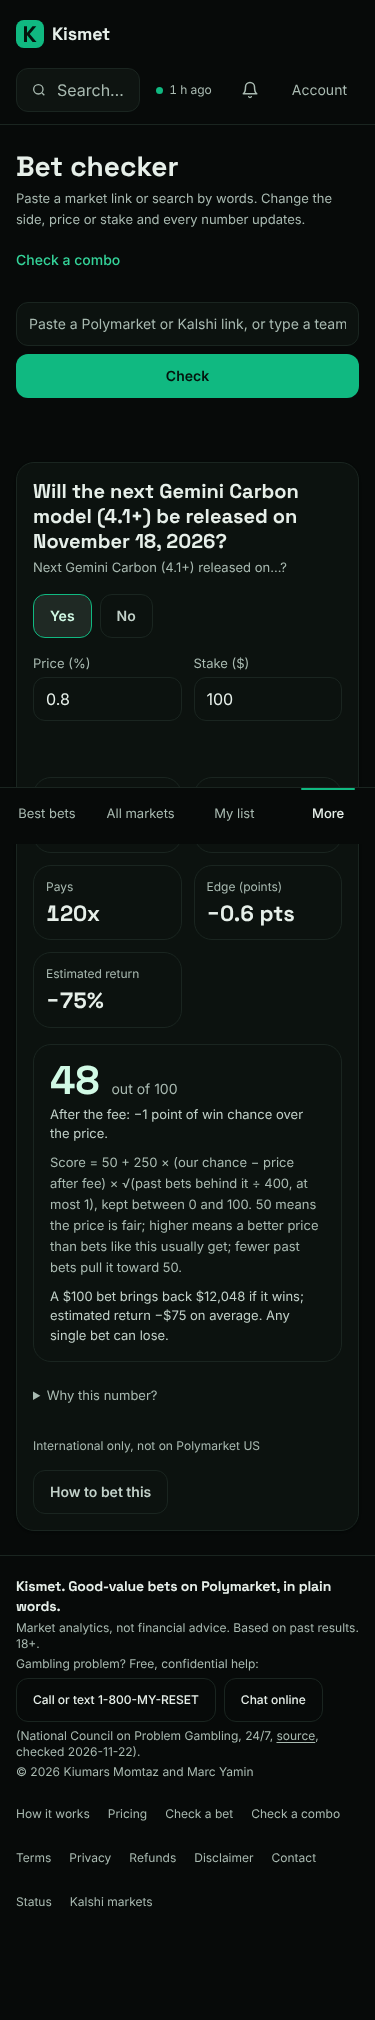 Kismet
Search...
1 h ago
Account
Bet checker
Paste a market link or search by words. Change the
side, price or stake and every number updates.
Check a combo
Paste a Polymarket or Kalshi link, or type a team
Check
Will the next Gemini Carbon
model (4.1+) be released on
November 18, 2026?
Next Gemini Carbon (4.1+) released on...?
Yes
No
Price (%)
Stake ($)
0.8
100
Best bets
All markets
My list
More
Pays
120x
Edge (points)
−0.6 pts
Estimated return
−75%
48 out of 100
After the fee: −1 point of win chance over
the price.
Score = 50 + 250 × (our chance − price
after fee) × √(past bets behind it ÷ 400, at
most 1), kept between 0 and 100. 50 means
the price is fair; higher means a better price
than bets like this usually get; fewer past
bets pull it toward 50.
A $100 bet brings back $12,048 if it wins;
estimated return −$75 on average. Any
single bet can lose.
Why this number?
International only, not on Polymarket US
How to bet this
Kismet. Good-value bets on Polymarket, in plain
words.
Market analytics, not financial advice. Based on past results.
18+.
Gambling problem? Free, confidential help:
Call or text 1-800-MY-RESET
Chat online
(National Council on Problem Gambling, 24/7, source,
checked 2026-11-22).
© 2026 Kiumars Momtaz and Marc Yamin
How it works
Pricing
Check a bet
Check a combo
Terms
Privacy
Refunds
Disclaimer
Contact
Status
Kalshi markets